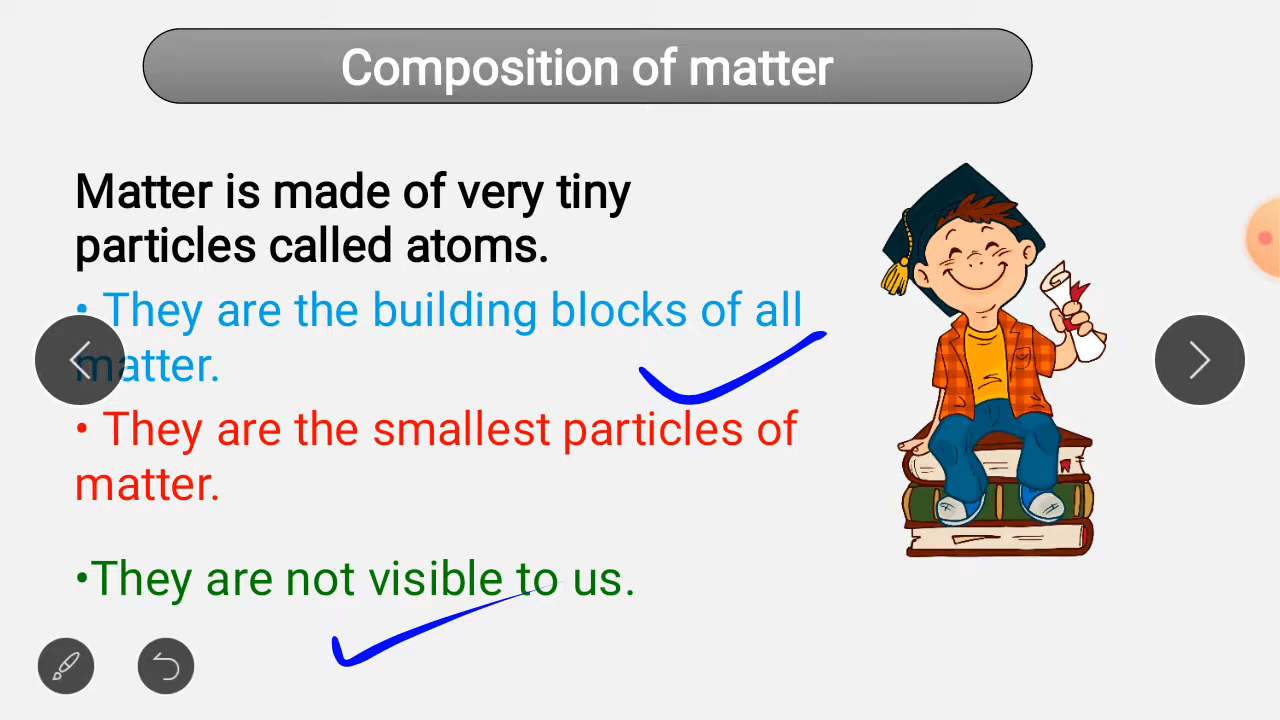 Composition of matter
Matter is made of very tiny
particles called atoms.
• They are the building blocks of all
matter.
• They are the smallest particles of
matter.
•They are not visible to us.